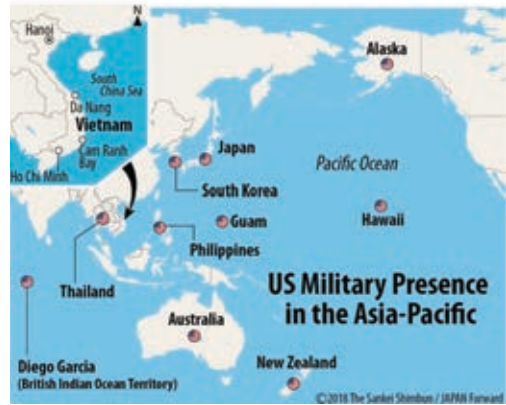 N
Hanoi
South
China Sea
Da Nang
Vietnam
Cam Ranh
Bay
Ho Chi Minh
Alaska
Japan
Pacific Ocean
South Korea
Guam
Hawaii
Philippines
Thailand
US Military Presence
in the Asia-Pacific
Australia
Diego Garcia
(British Indian Ocean Territory)
New Zealand
©2018 The Sankei Shimbun / JAPAN Forward